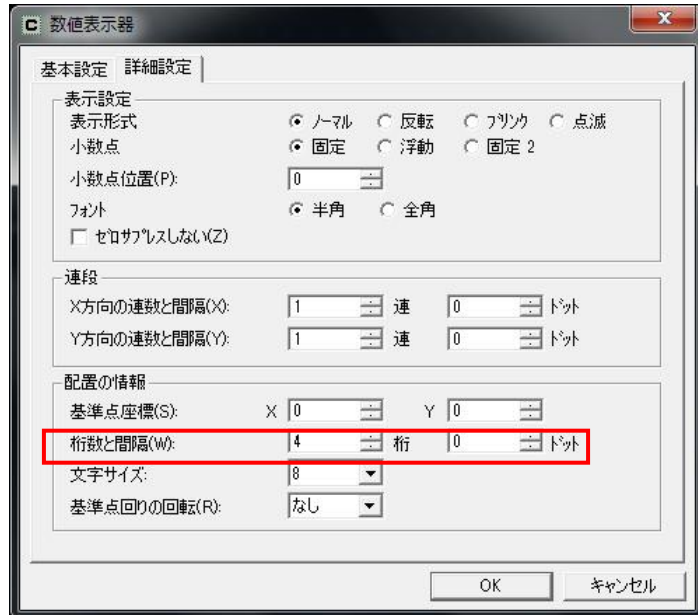 C 数値表示器
基本設定 詳細設定
表示設定
表示形式 ノーマル 反転 ブリンク 点滅
小数点 固定 浮動 固定 2
小数点位置(P): 0
フォント 半角 全角
ゼロサプレスしない(Z)
連段
X方向の連数と間隔(X): 1 連 0 ドット
Y方向の連数と間隔(Y): 1 連 0 ドット
配置の情報
基準点座標(S): X 0 Y 0
桁数と間隔(W): 4 桁 0 ドット
文字サイズ: 8
基準点回りの回転(R): なし
OK キャンセル